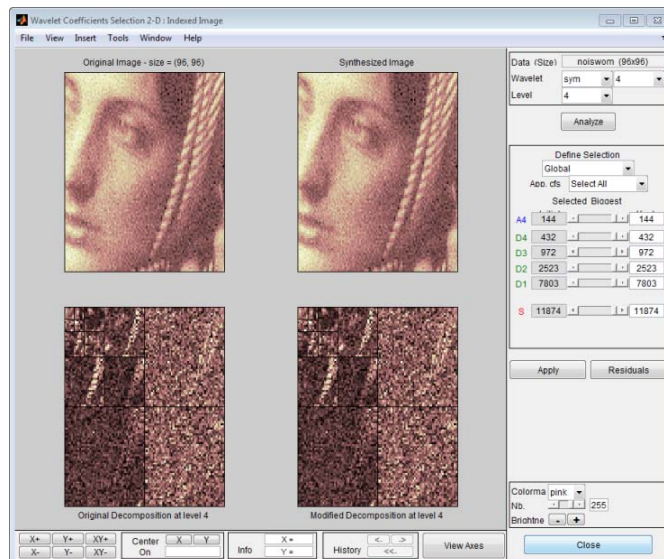 Wavelet Coefficients Selection 2-D : Indexed Image
File View Insert Tools Window Help
Original Image - size = (96, 96)
Synthesized Image
Data (Size) noiswom (96x96)
Wavelet sym 4
Level 4
Analyze
Define Selection
Global
App. cfs Select All
Selected Biggest
A4 144 144
D4 432 432
D3 972 972
D2 2523 2523
D1 7803 7803
S 11874 11874
Apply Residuals
Original Decomposition at level 4
Modified Decomposition at level 4
Colorma pink
Nb. 255
Brightne - +
X+ Y+ XY+
X- Y- XY-
Center X Y
On
Info X =
Y =
History <- ->
<<-
View Axes
Close